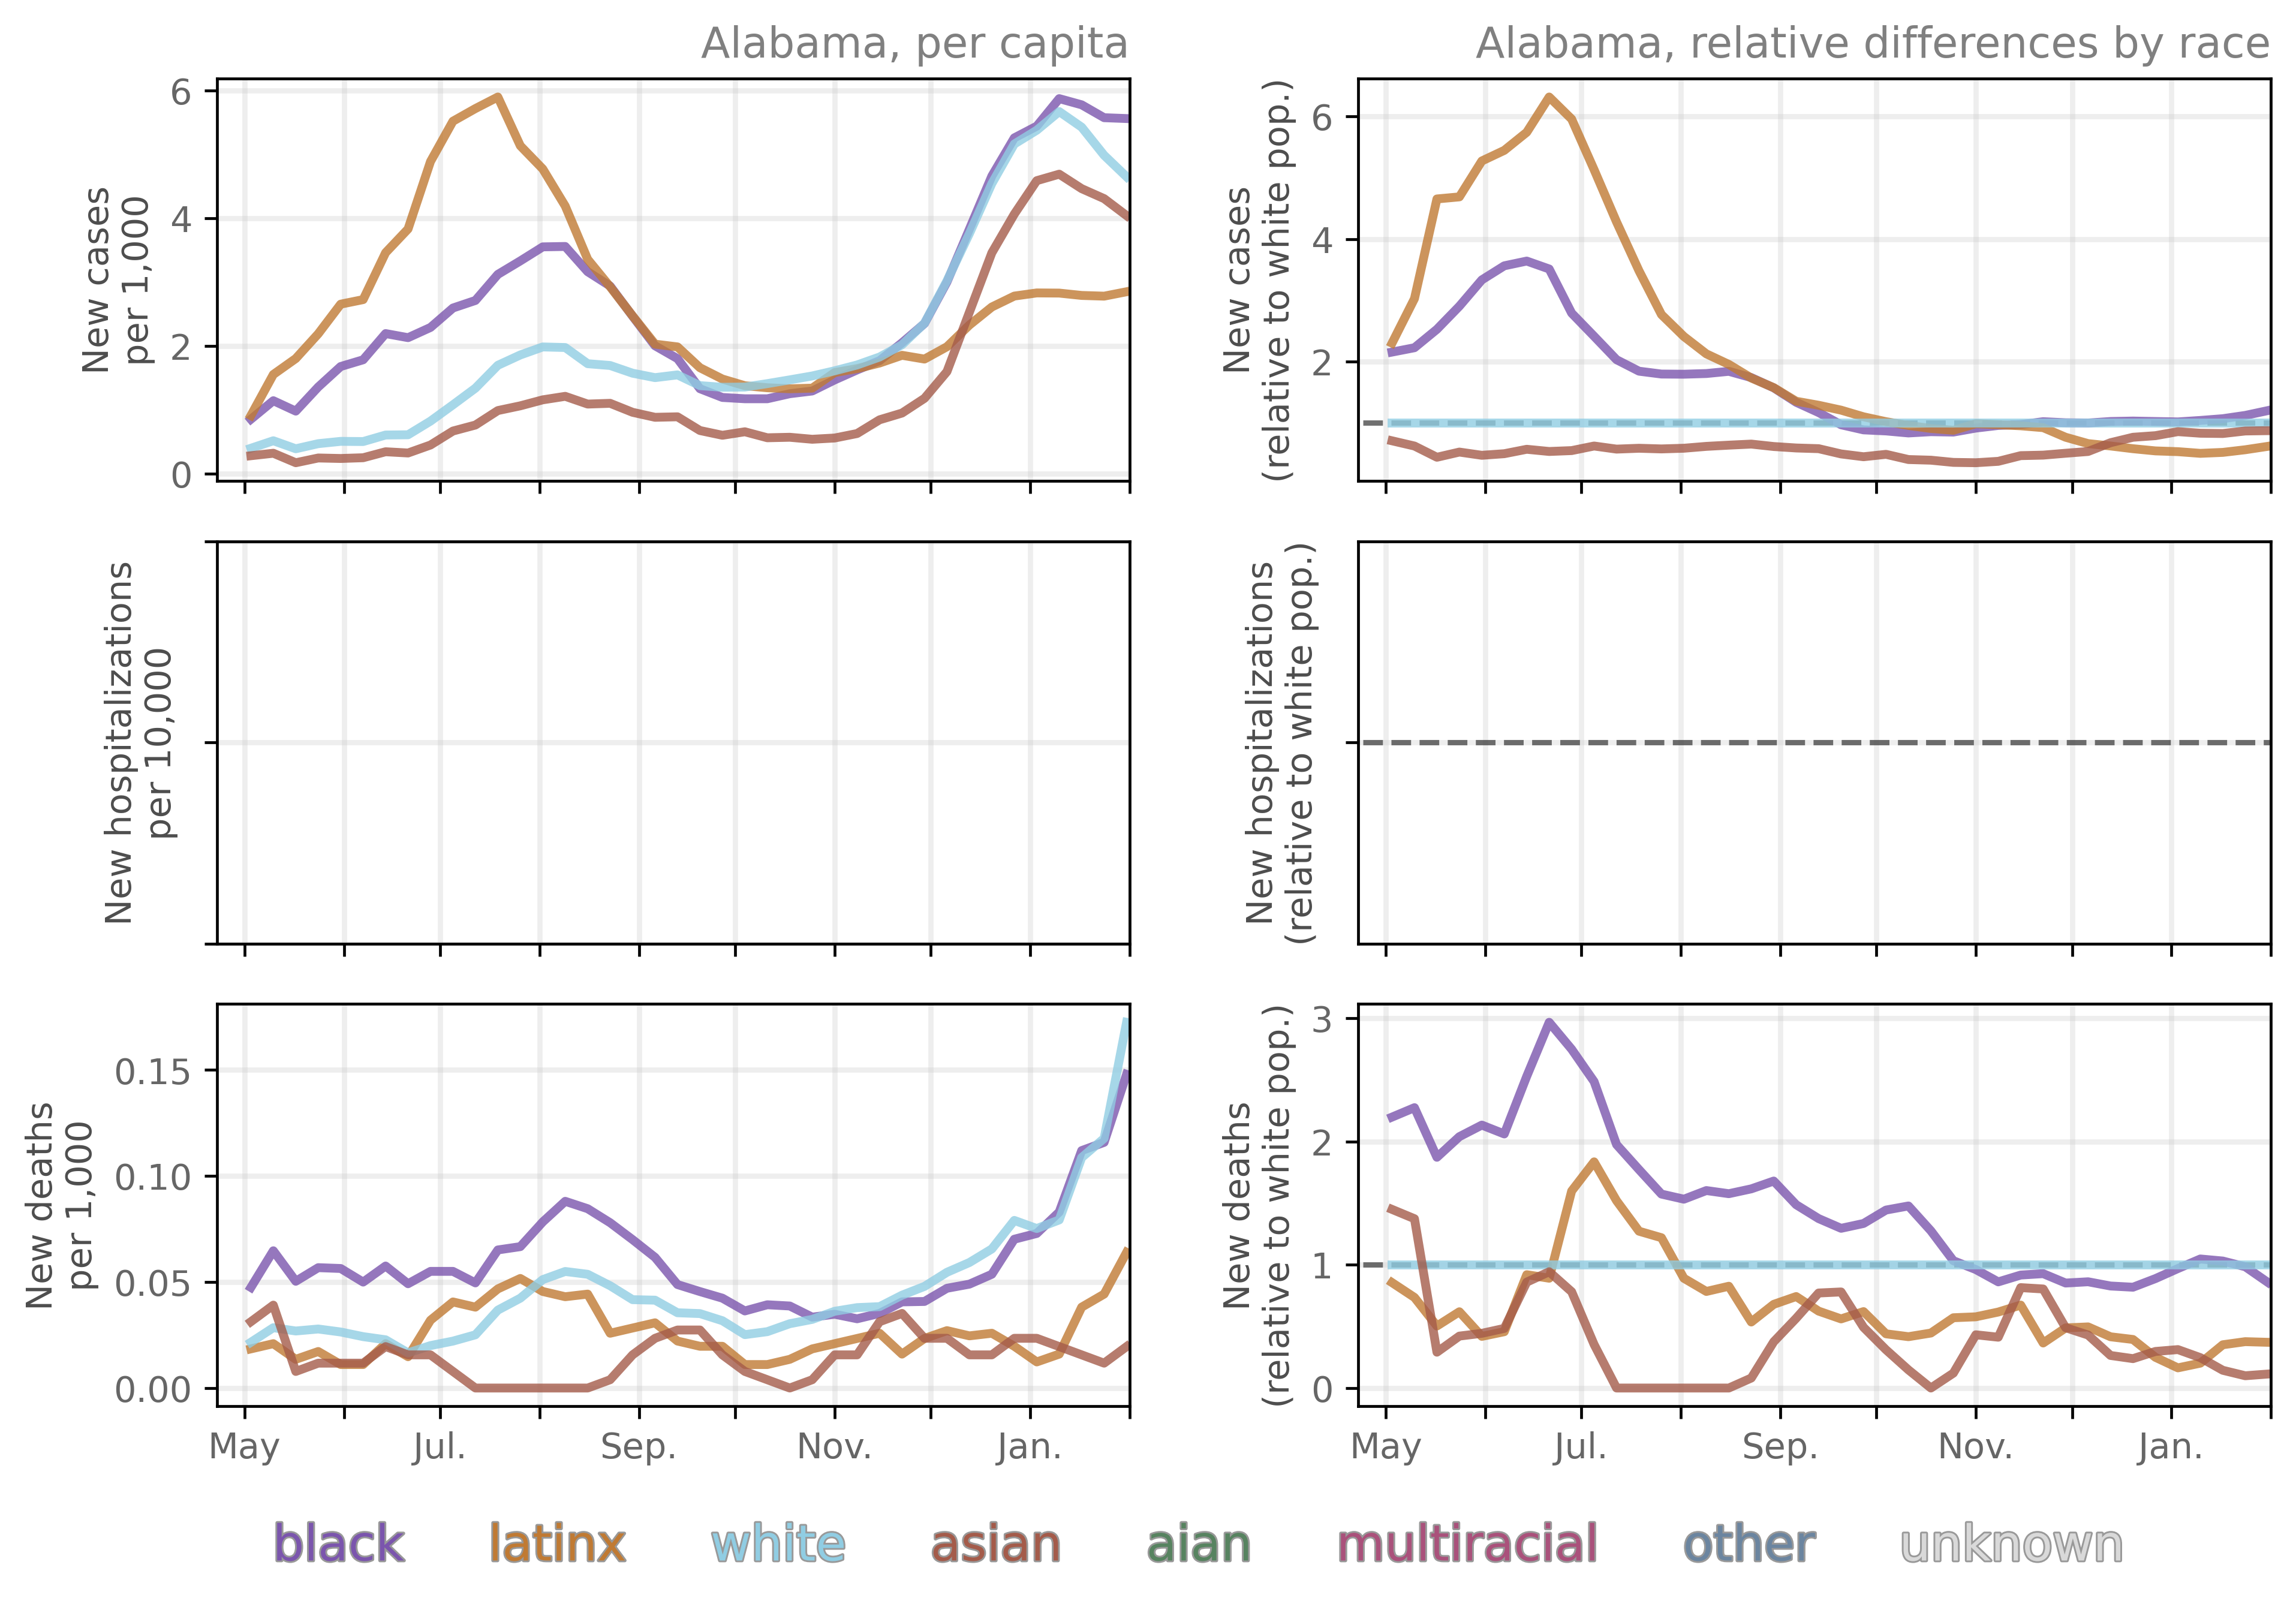 Alabama, per capita
Alabama, relative differences by race
New cases
per 1,000
6
4
2
0
New cases
(relative to white pop.)
6
4
2
New hospitalizations
per 10,000
New hospitalizations
(relative to white pop.)
New deaths
per 1,000
0.15
0.10
0.05
0.00
May Jul. Sep. Nov. Jan.
New deaths
(relative to white pop.)
3
2
1
0
May Jul. Sep. Nov. Jan.
black latinx white asian aian multiracial other unknown